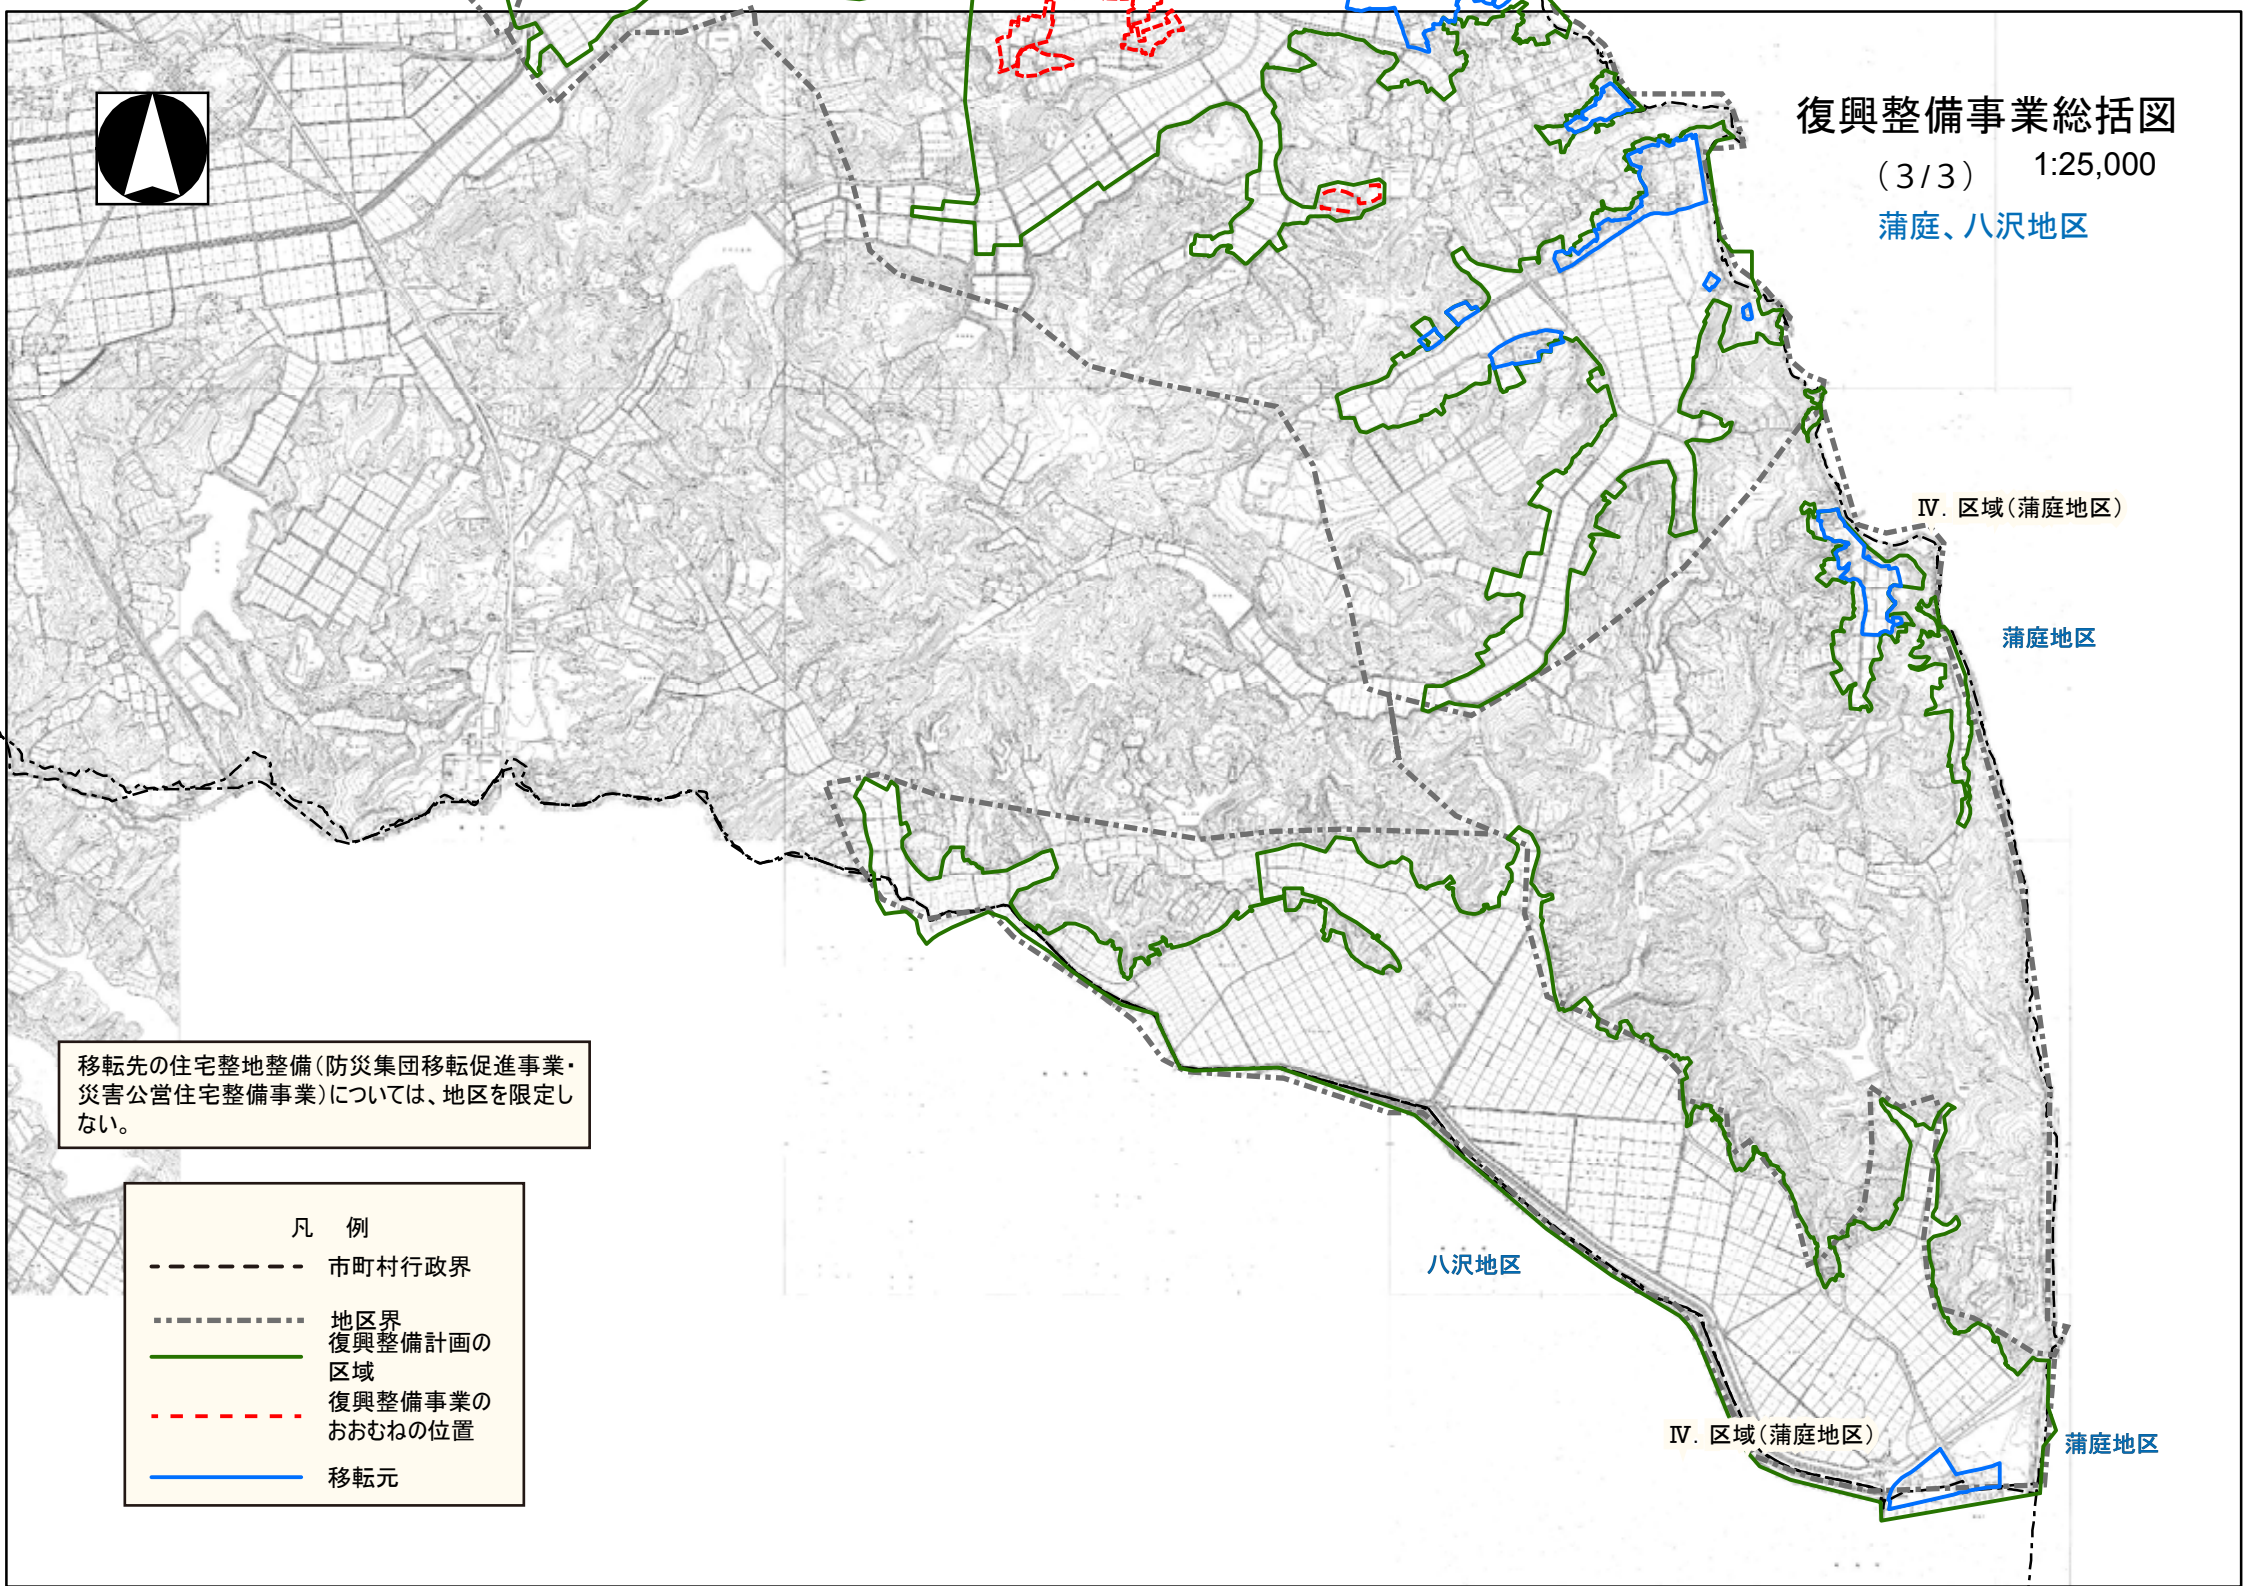 復興整備事業総括図
（3/3） 1:25,000
蒲庭、八沢地区
Ⅳ. 区域（蒲庭地区）
蒲庭地区
移転先の住宅整地整備（防災集団移転促進事業・
災害公営住宅整備事業）については、地区を限定し
ない。
凡 例
市町村行政界
地区界
復興整備計画の
区域
復興整備事業の
おおむねの位置
移転元
八沢地区
Ⅳ. 区域（蒲庭地区）
蒲庭地区